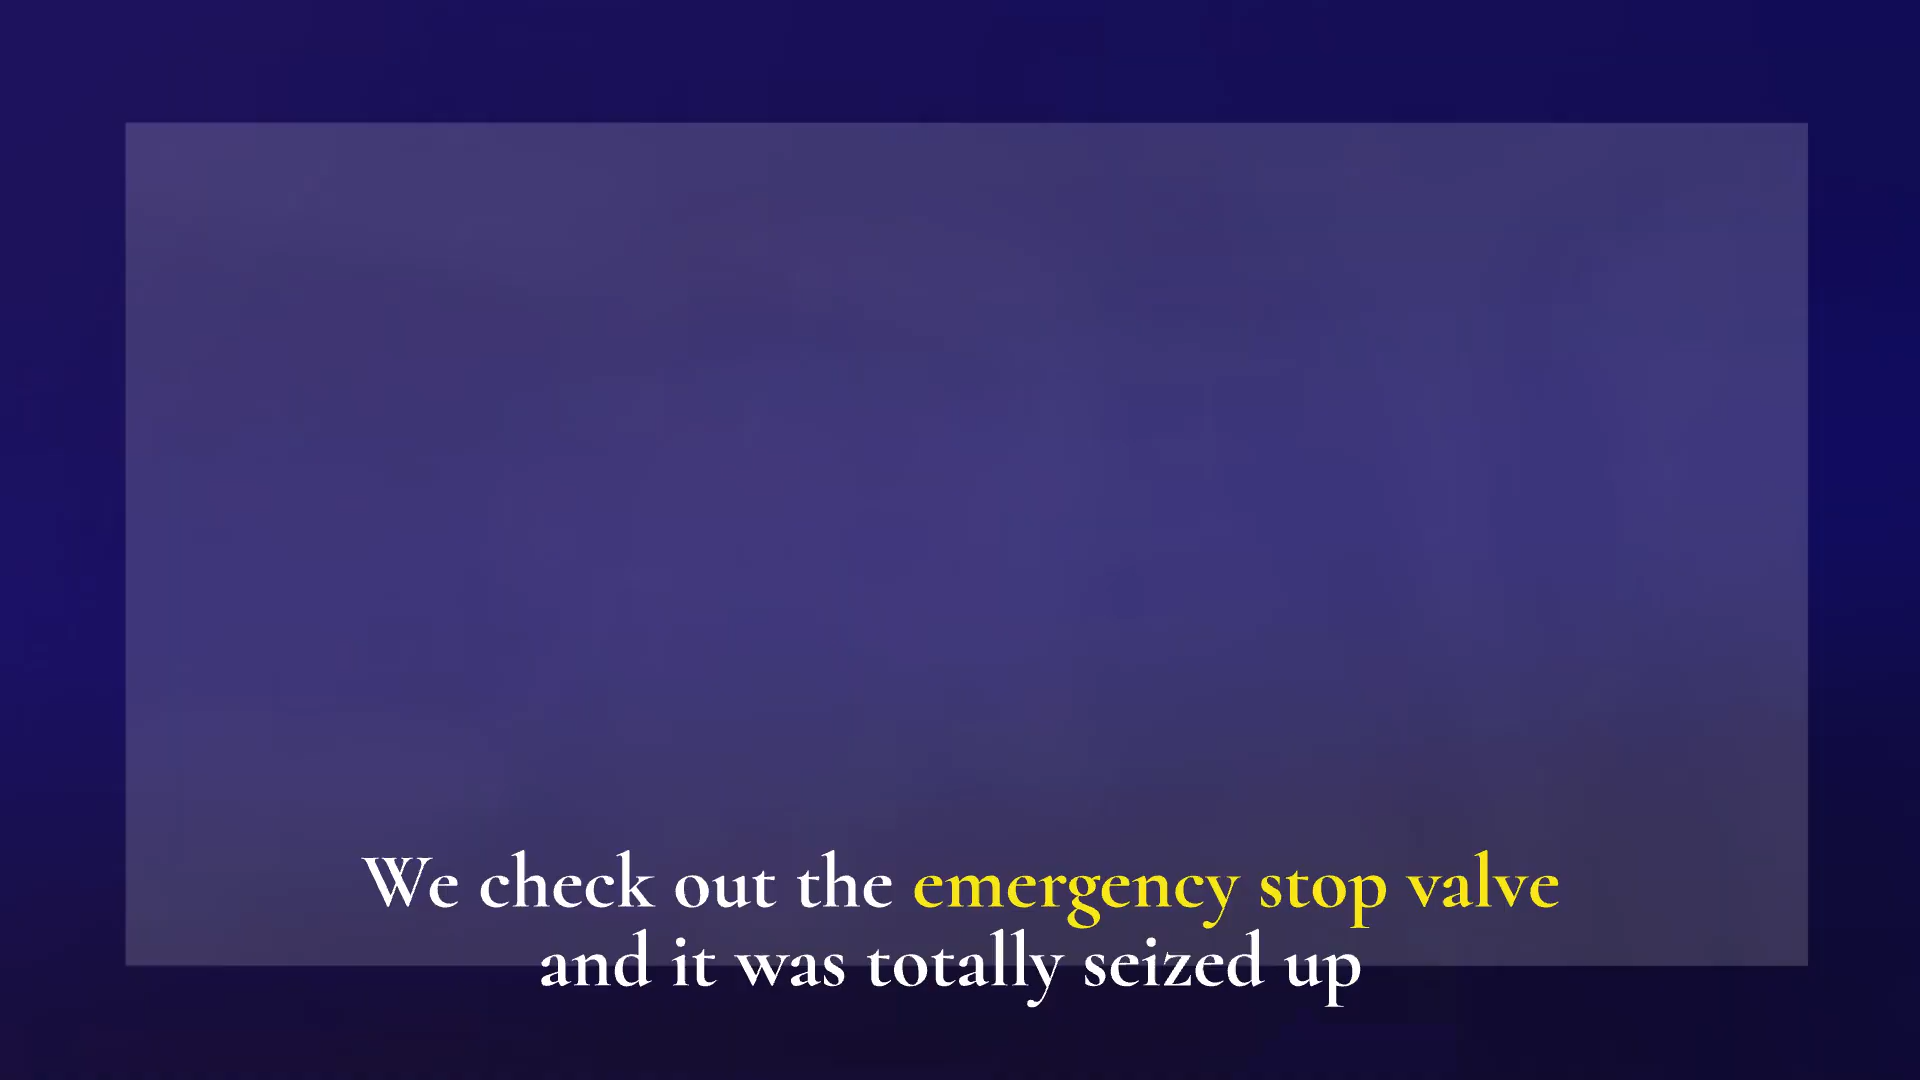 We check out the emergency stop valve
and it was totally seized up